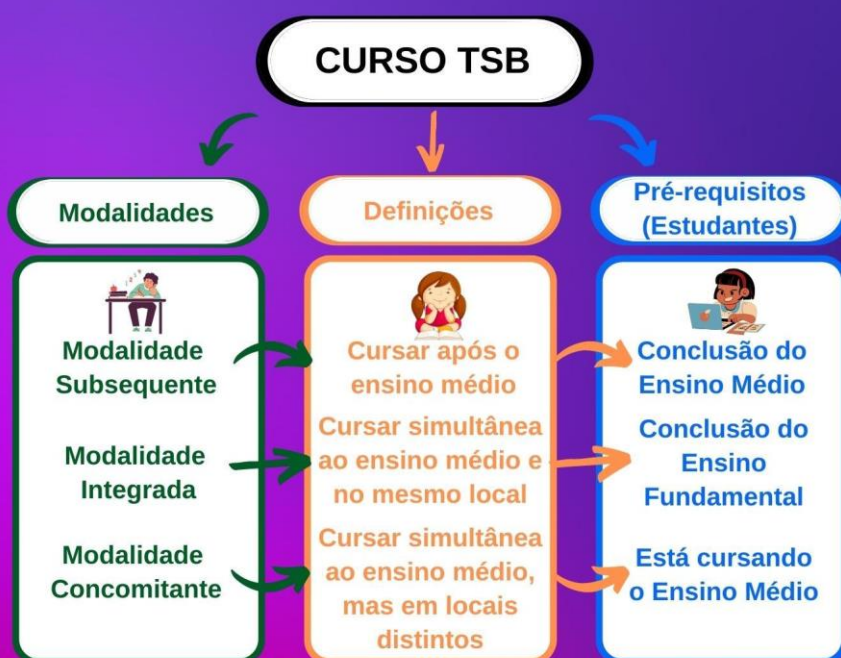 CURSO TSB
Modalidades
Definições
Pré-requisitos
(Estudantes)
Modalidade
Subsequente
Cursar após o
ensino médio
Conclusão do
Ensino Médio
Modalidade
Integrada
Cursar simultânea
ao ensino médio e
no mesmo local
Conclusão do
Ensino
Fundamental
Modalidade
Concomitante
Cursar simultânea
ao ensino médio,
mas em locais
distintos
Está cursando
o Ensino Médio